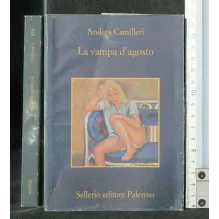 Andrea Camilleri
La vampa d'agosto
Sellerio editore Palermo